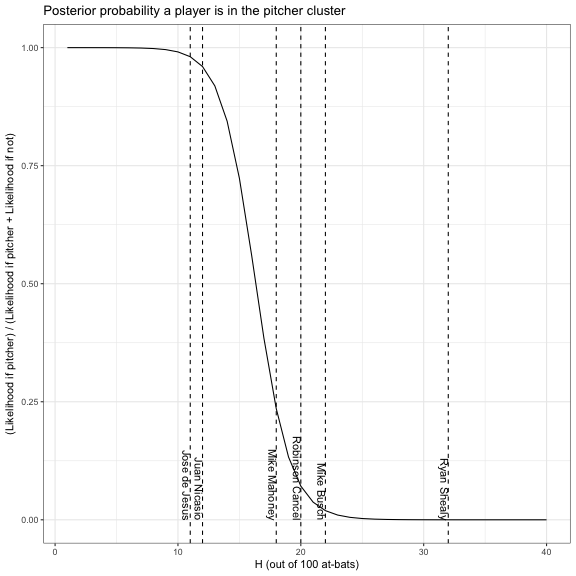 Posterior probability a player is in the pitcher cluster
(Likelihood if pitcher) / (Likelihood if pitcher + Likelihood if not)
1.00
0.75
0.50
0.25
0.00
Jose de Jesus
Juan Nicasio
Mike Mahoney
Robinson Cancel
Mike Busch
Ryan Shealy
0 10 20 30 40
H (out of 100 at-bats)